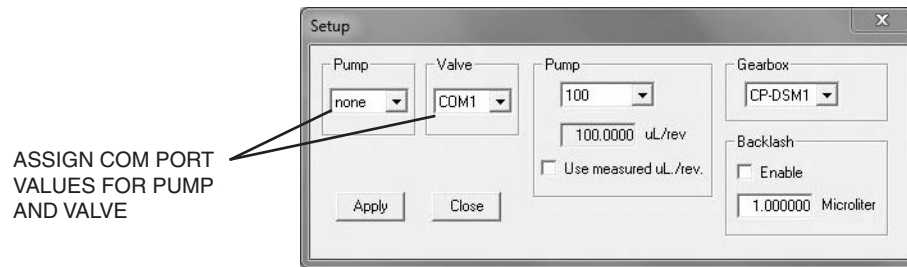 Setup
X
Pump
none
Valve
COM1
Pump
100
100.0000 uL/rev
Use measured uL./rev.
Gearbox
CP-DSM1
Backlash
Enable
1.000000 Microliter
Apply
Close
ASSIGN COM PORT
VALUES FOR PUMP
AND VALVE